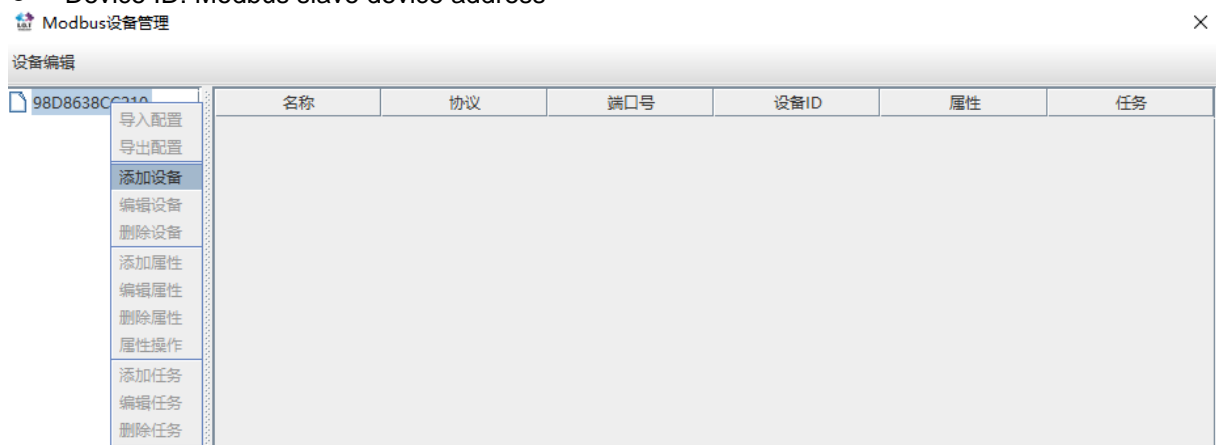 Device ID: Modbus slave device address
Modbus设备管理
设备编辑
98D8638CC210
名称 协议 端口号 设备ID 属性 任务
导入配置
导出配置
添加设备
编辑设备
删除设备
添加属性
编辑属性
删除属性
属性操作
添加任务
编辑任务
删除任务